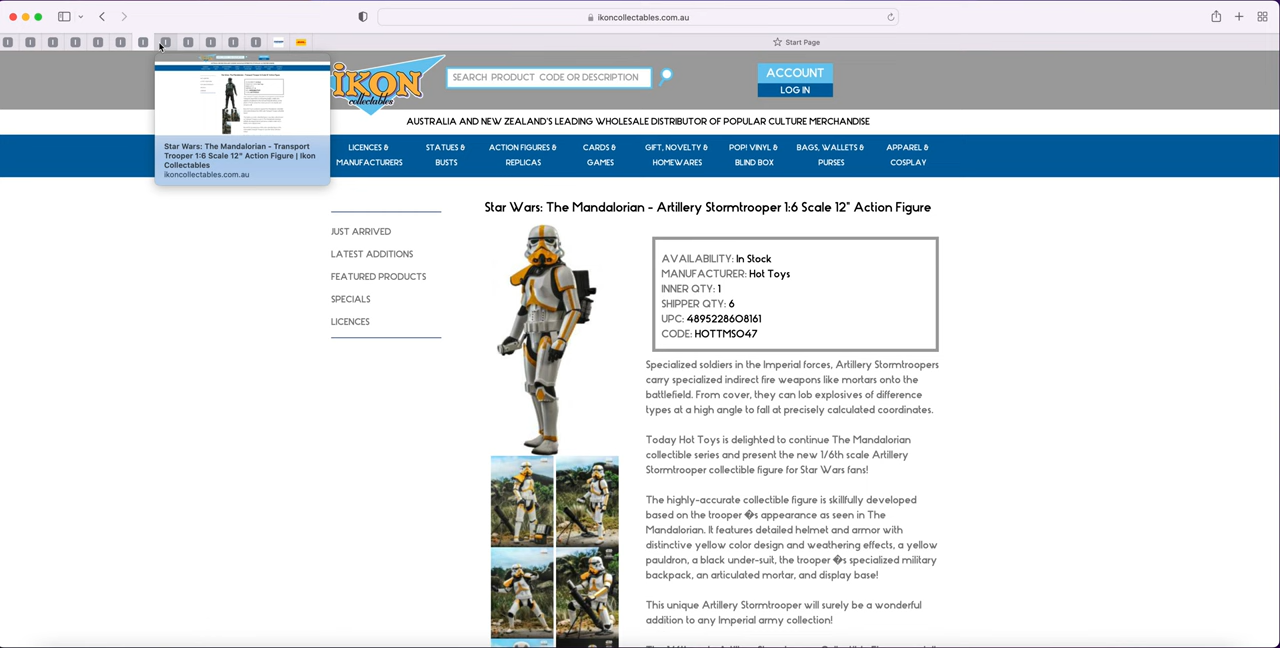 ikoncollectables.com.au
Start Page
Star Wars: The Mandalorian - Transport
Trooper 1:6 Scale 12" Action Figure | Ikon
Collectables
ikoncollectables.com.au
IKON
collectables
SEARCH PRODUCT CODE OR DESCRIPTION
ACCOUNT
LOG IN
AUSTRALIA AND NEW ZEALAND'S LEADING WHOLESALE DISTRIBUTOR OF POPULAR CULTURE MERCHANDISE
LICENCES &
MANUFACTURERS
STATUES &
BUSTS
ACTION FIGURES &
REPLICAS
CARDS &
GAMES
GIFT, NOVELTY &
HOMEWARES
POP! VINYL &
BLIND BOX
BAGS, WALLETS &
PURSES
APPAREL &
COSPLAY
JUST ARRIVED
LATEST ADDITIONS
FEATURED PRODUCTS
SPECIALS
LICENCES
Star Wars: The Mandalorian - Artillery Stormtrooper 1:6 Scale 12" Action Figure
AVAILABILITY: In Stock
MANUFACTURER: Hot Toys
INNER QTY: 1
SHIPPER QTY: 6
UPC: 4895228608161
CODE: HOTTMS047
Specialized soldiers in the Imperial forces, Artillery Stormtroopers
carry specialized indirect fire weapons like mortars onto the
battlefield. From cover, they can lob explosives of difference
types at a high angle to fall at precisely calculated coordinates.
Today Hot Toys is delighted to continue The Mandalorian
collectible series and present the new 1/6th scale Artillery
Stormtrooper collectible figure for Star Wars fans!
The highly-accurate collectible figure is skillfully developed
based on the trooper �s appearance as seen in The
Mandalorian. It features detailed helmet and armor with
distinctive yellow color design and weathering effects, a yellow
pauldron, a black under-suit, the trooper �s specialized military
backpack, an articulated mortar, and display base!
This unique Artillery Stormtrooper will surely be a wonderful
addition to any Imperial army collection!